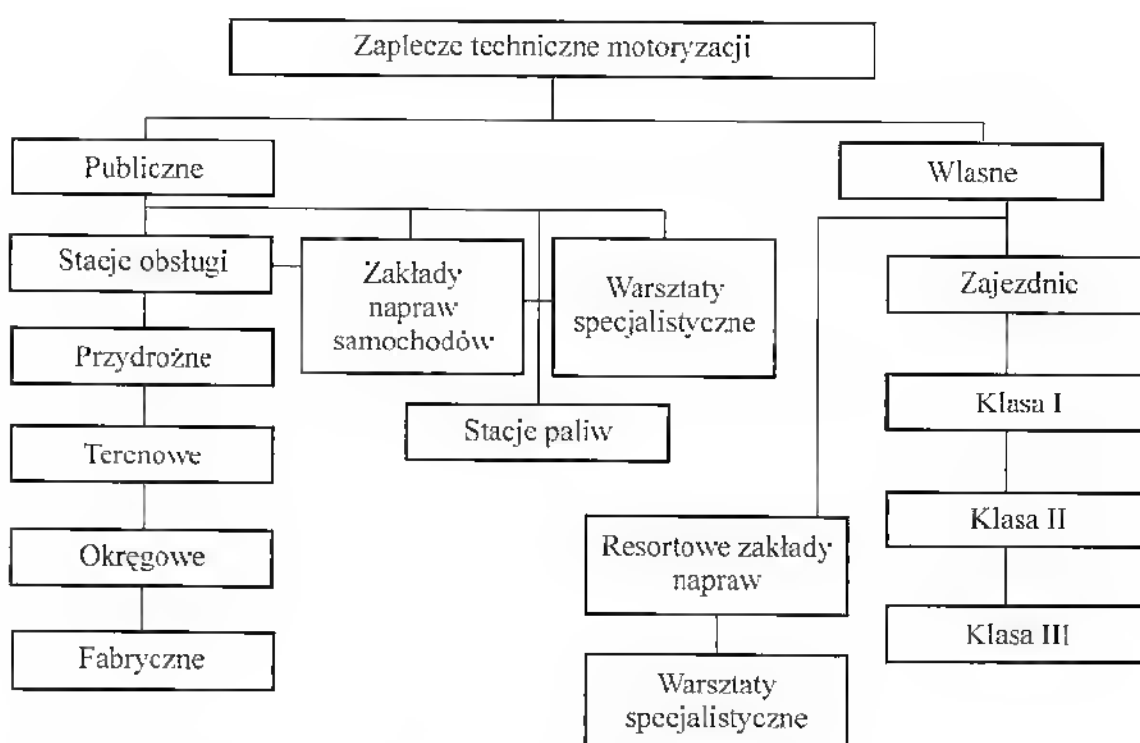 Zaplecze techniczne motoryzacji
Publiczne
Własne
Stacje obsługi
Zakłady
napraw
samochodów
Warsztaty
specjalistyczne
Zajezdnie
Przydrożne
Klasa I
Stacje paliw
Terenowe
Klasa II
Resortowe zakłady
napraw
Okręgowe
Klasa III
Fabryczne
Warsztaty
specjalistyczne